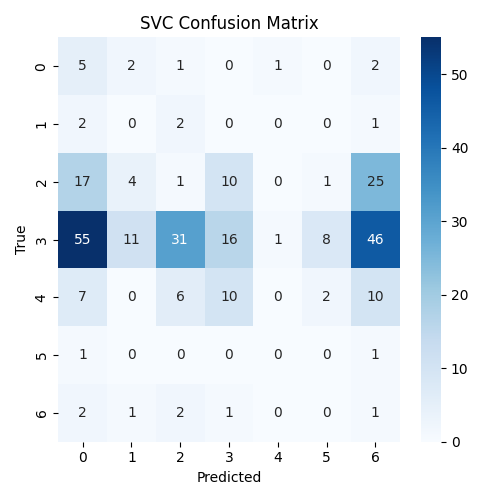 SVC Confusion Matrix
0 5 2 1 0 1 0 2
1 2 0 2 0 0 0 1
2 17 4 1 10 0 1 25
3 55 11 31 16 1 8 46
4 7 0 6 10 0 2 10
5 1 0 0 0 0 0 1
6 2 1 2 1 0 0 1
0 1 2 3 4 5 6
True
Predicted
50
40
30
20
10
0